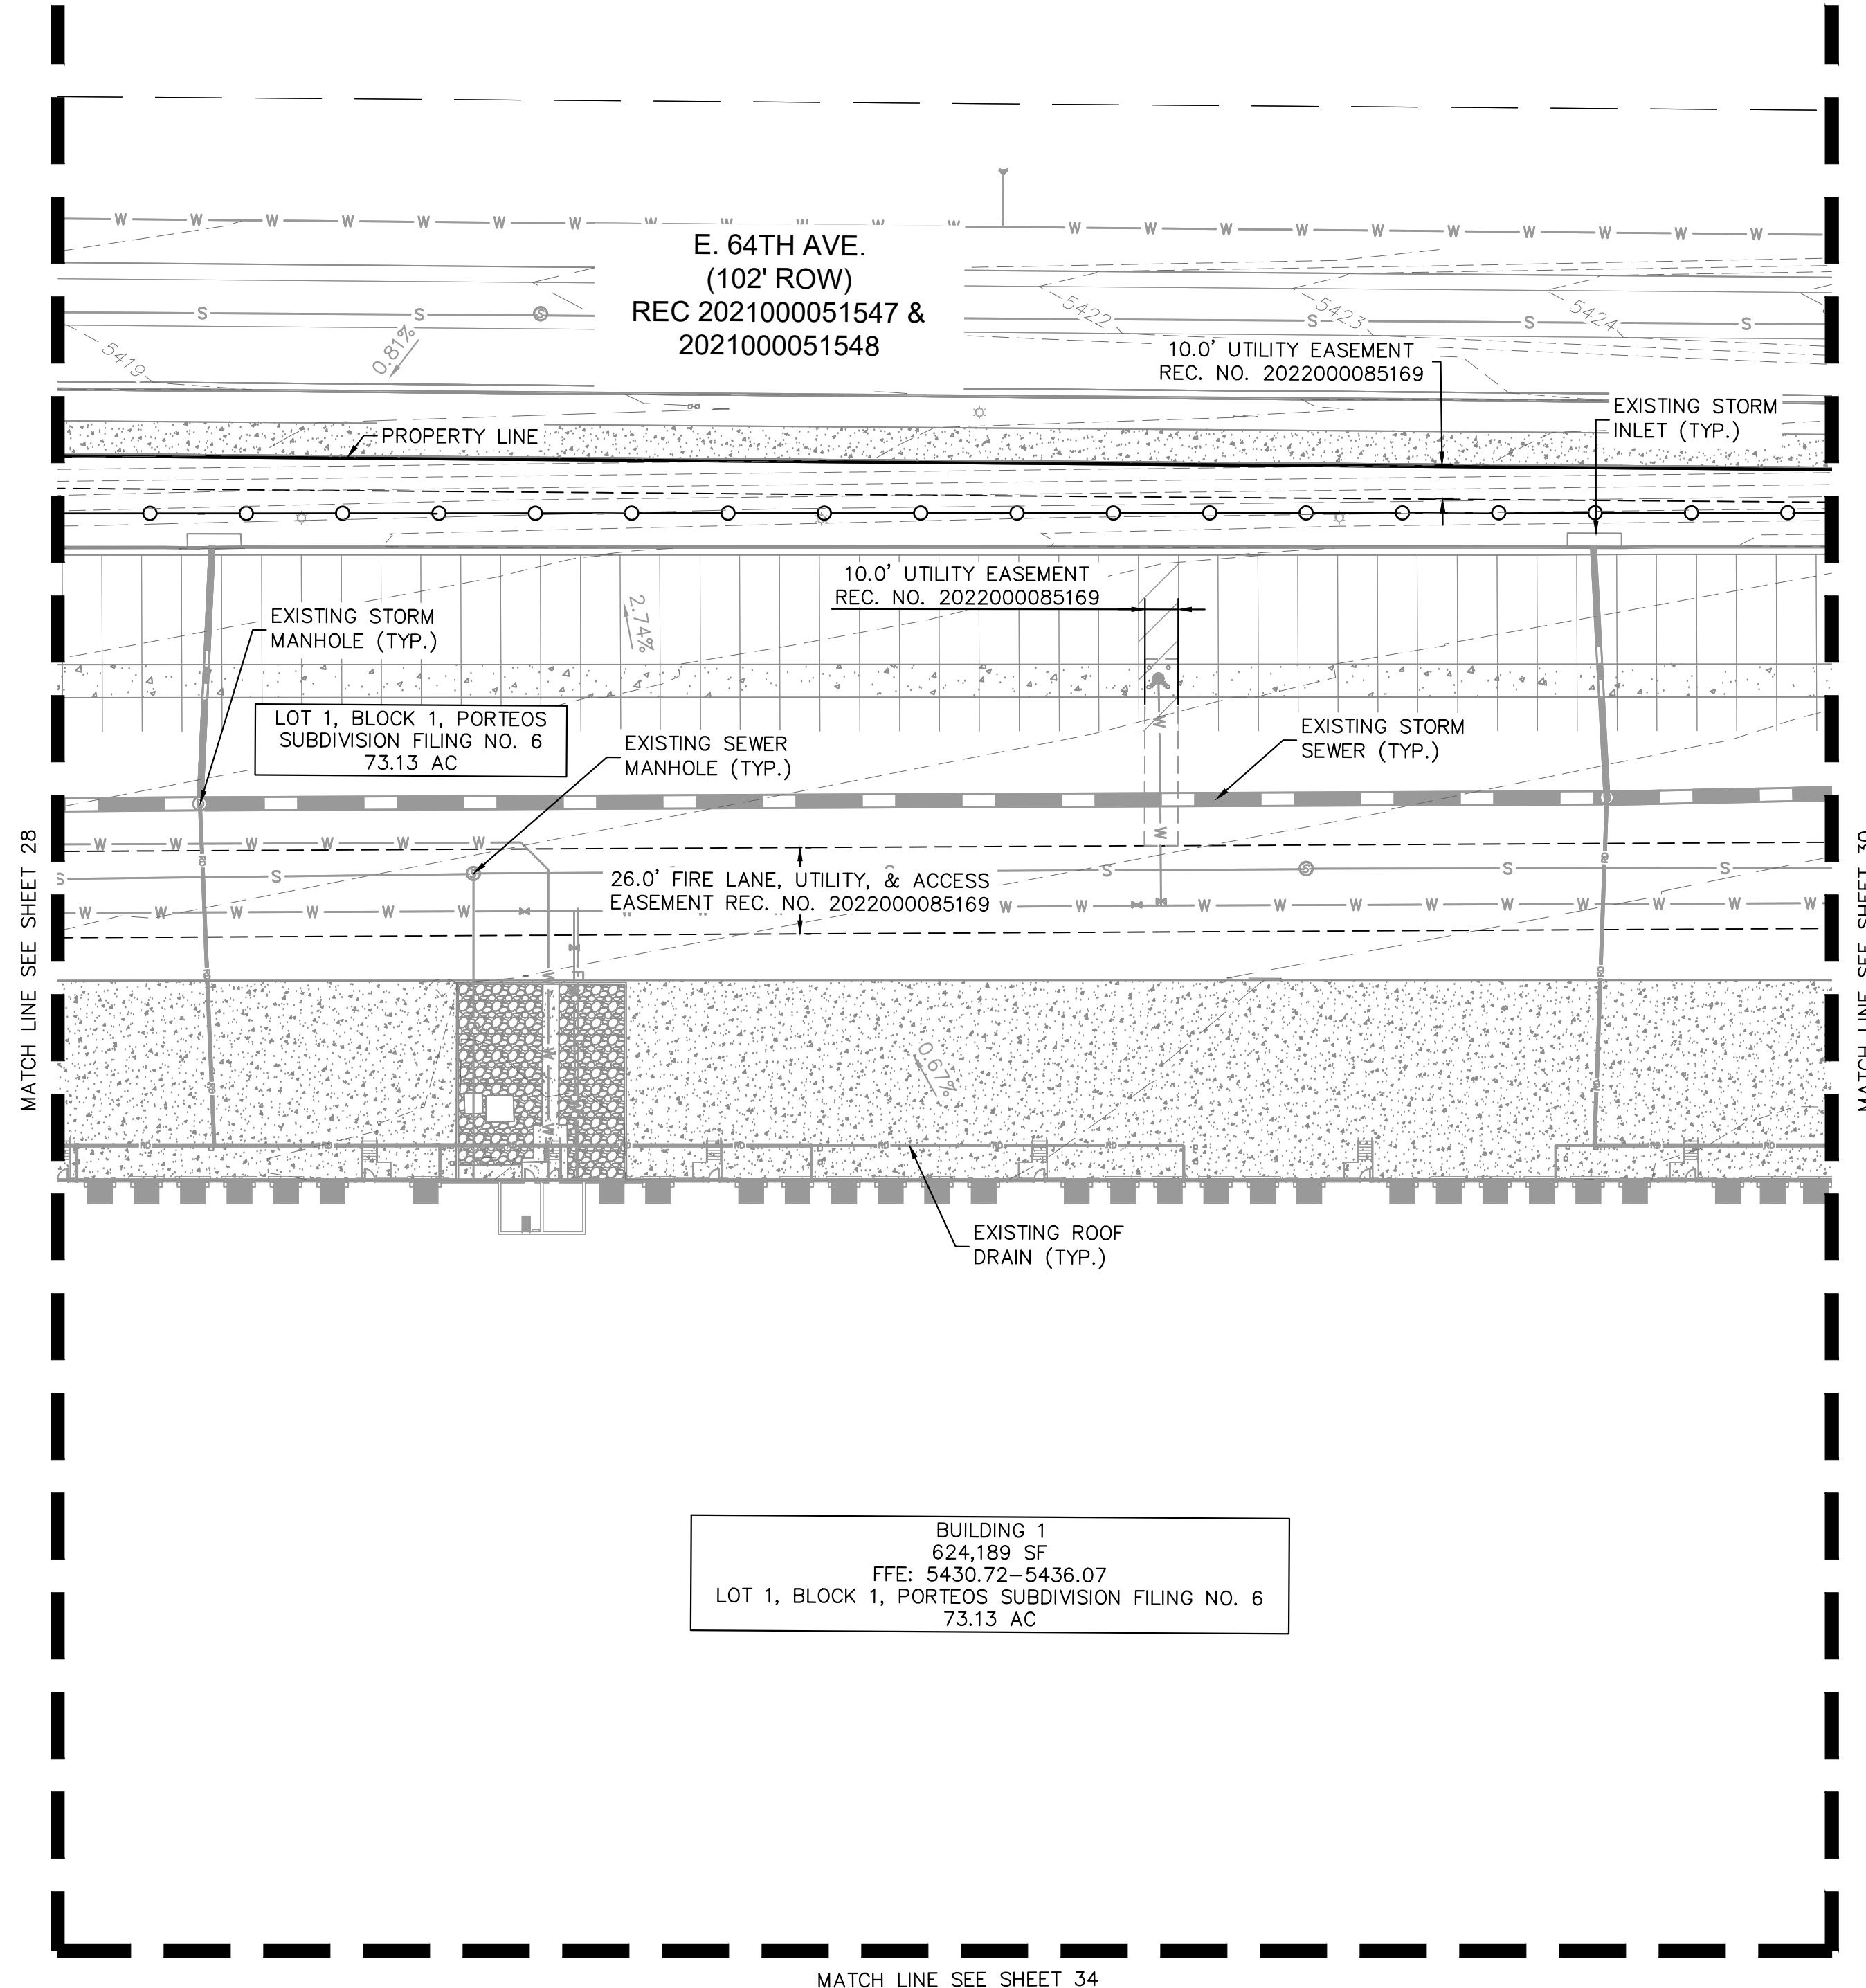 E. 64TH AVE.
(102' ROW)
REC 2021000051547 &
2021000051548
5422
5423
5424
5419
0.81%
10.0' UTILITY EASEMENT
REC. NO. 2022000085169
EXISTING STORM
INLET (TYP.)
PROPERTY LINE
10.0' UTILITY EASEMENT
REC. NO. 2022000085169
2.74%
EXISTING STORM
MANHOLE (TYP.)
LOT 1, BLOCK 1, PORTEOS
SUBDIVISION FILING NO. 6
73.13 AC
EXISTING SEWER
MANHOLE (TYP.)
EXISTING STORM
SEWER (TYP.)
26.0' FIRE LANE, UTILITY, & ACCESS
EASEMENT REC. NO. 2022000085169
MATCH LINE SEE SHEET 28
MATCH LINE SEE SHEET 30
0.67%
EXISTING ROOF
DRAIN (TYP.)
BUILDING 1
624,189 SF
FFE: 5430.72–5436.07
LOT 1, BLOCK 1, PORTEOS SUBDIVISION FILING NO. 6
73.13 AC
MATCH LINE SEE SHEET 34